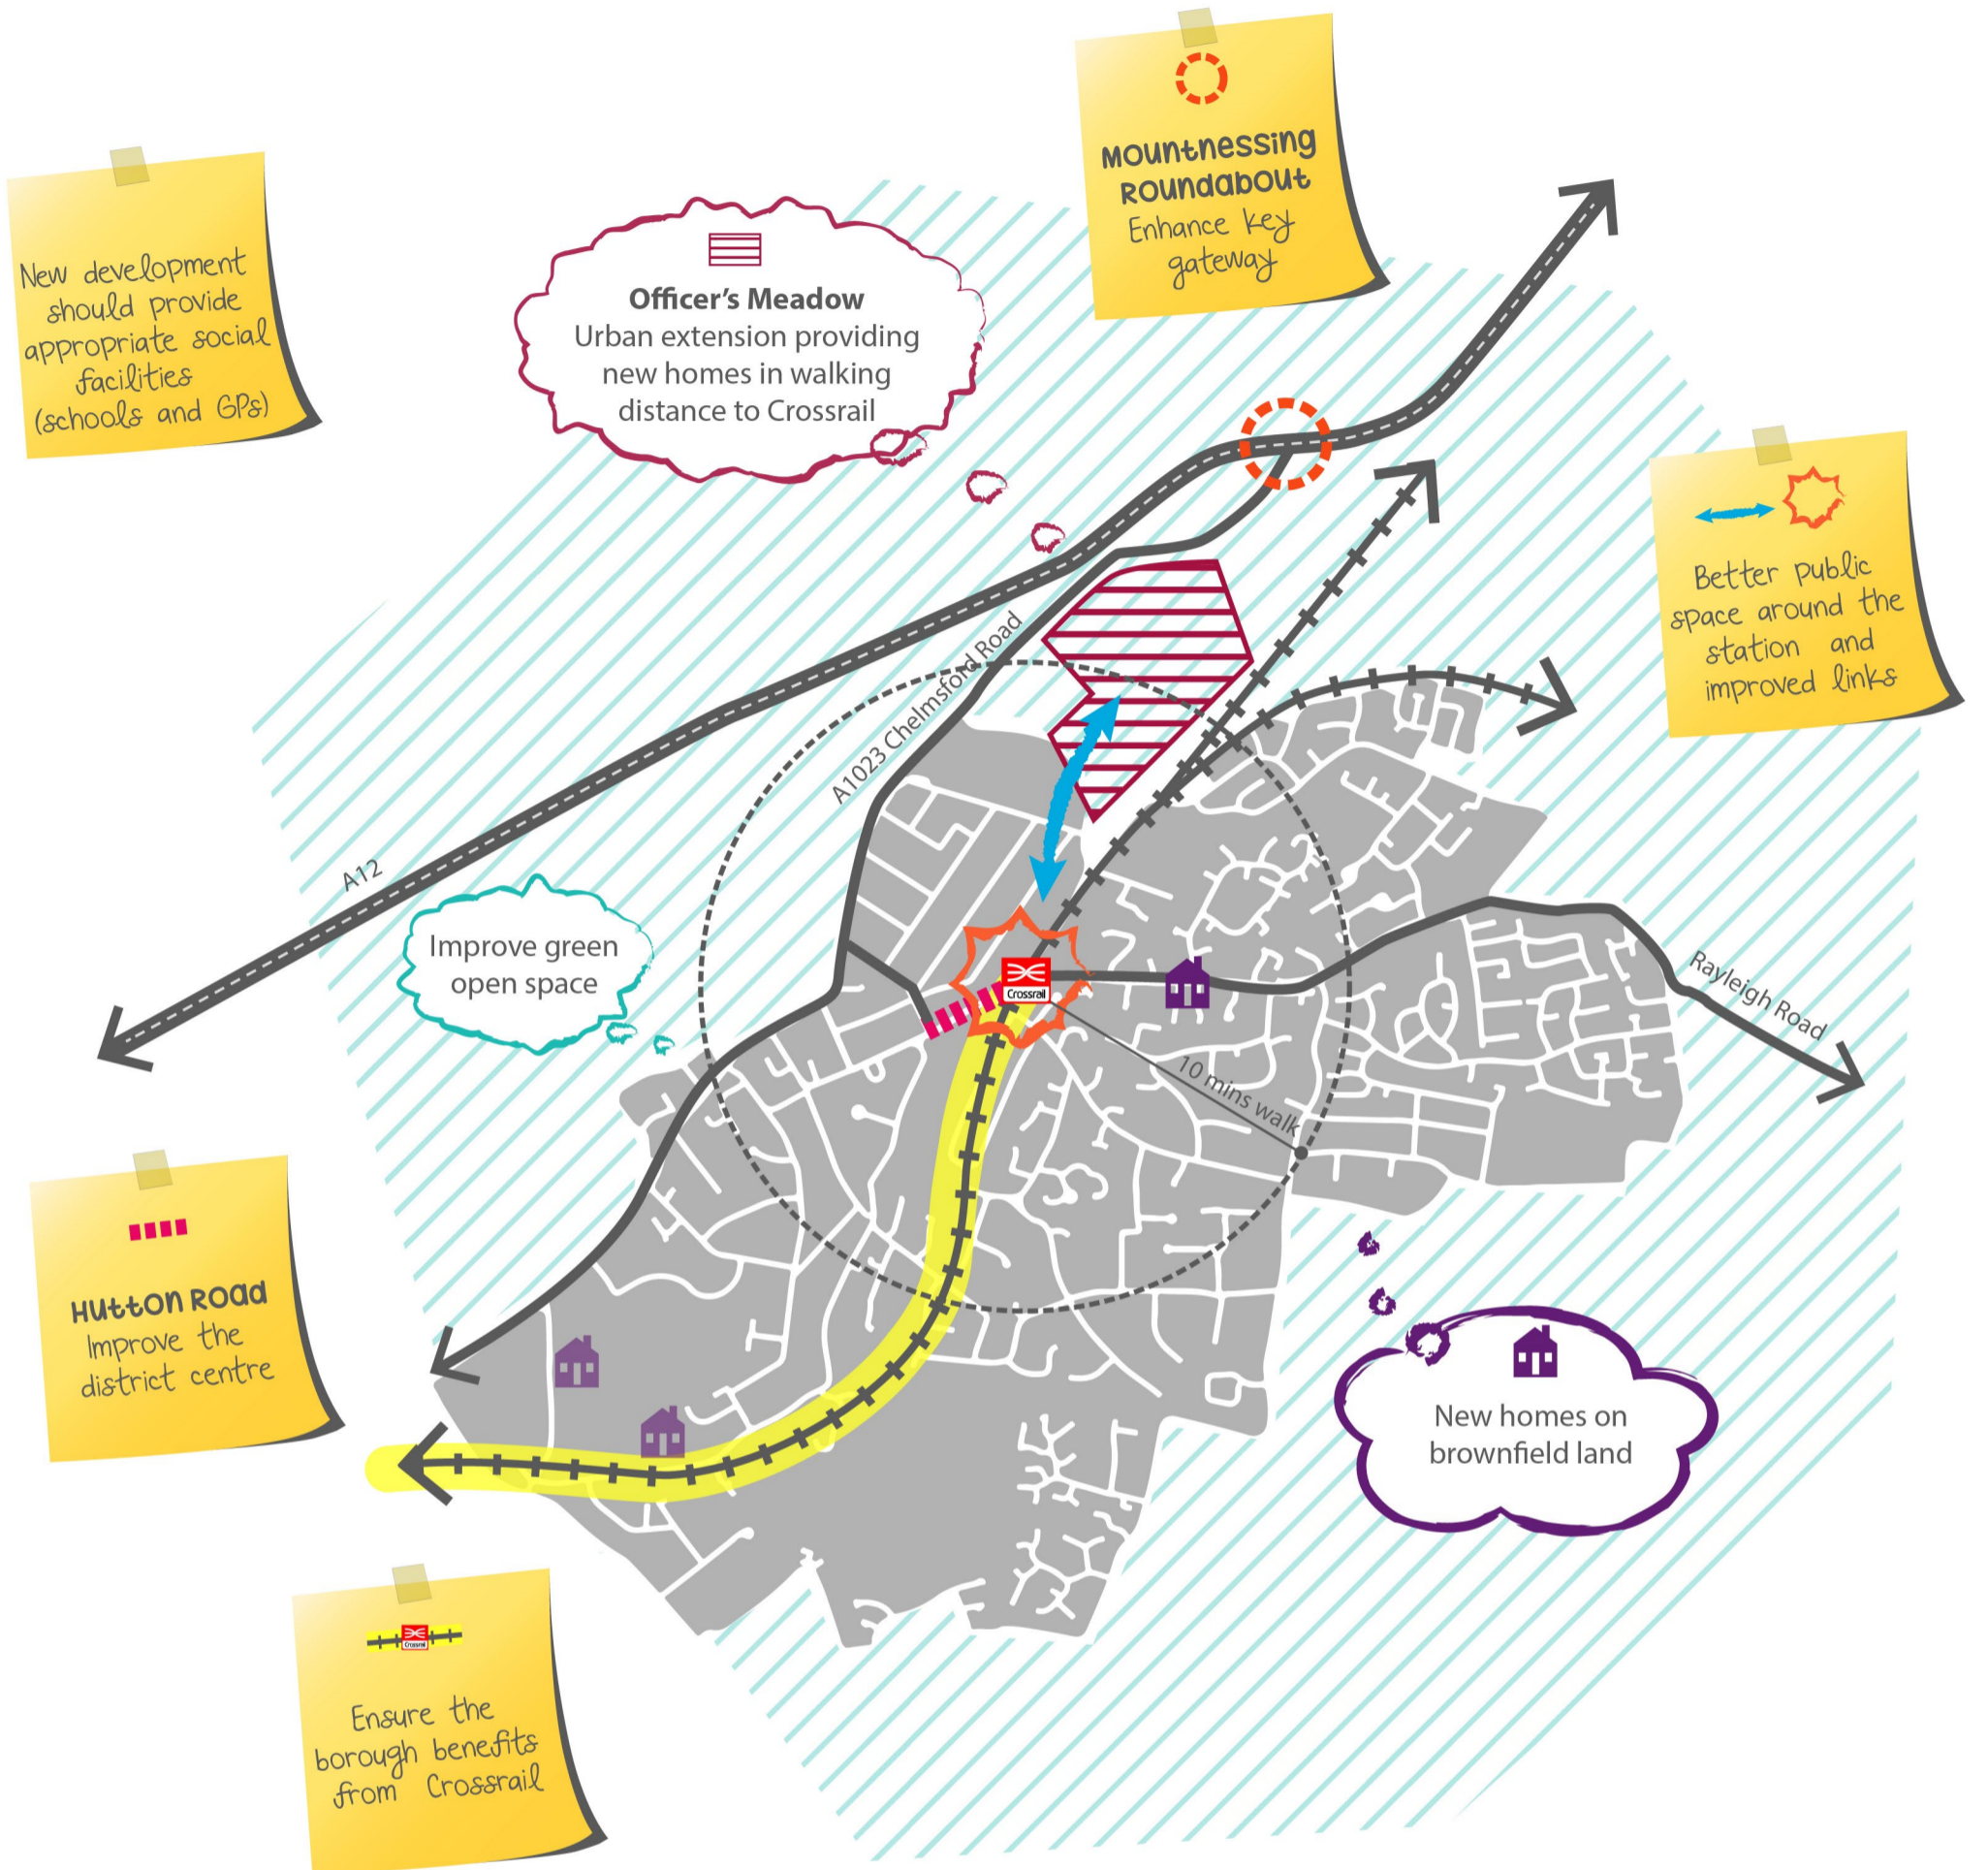 MOUNTNESSING
ROUNDABOUT
Enhance key
gateway
New development
should provide
appropriate social
facilities
(schools and GPs)
Officer's Meadow
Urban extension providing
new homes in walking
distance to Crossrail
Better public
space around the
station and
improved links
A1023 Chelmsford Road
A12
Improve green
open space
Crossrail
Rayleigh Road
10 mins walk
HUTTON ROAD
Improve the
district centre
New homes on
brownfield land
Crossrail
Ensure the
borough benefits
from Crossrail